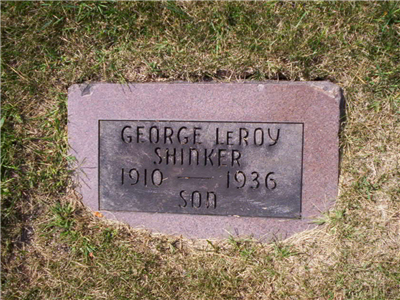 GEORGE LeROY
SHINKER
1910 — 1936
SON